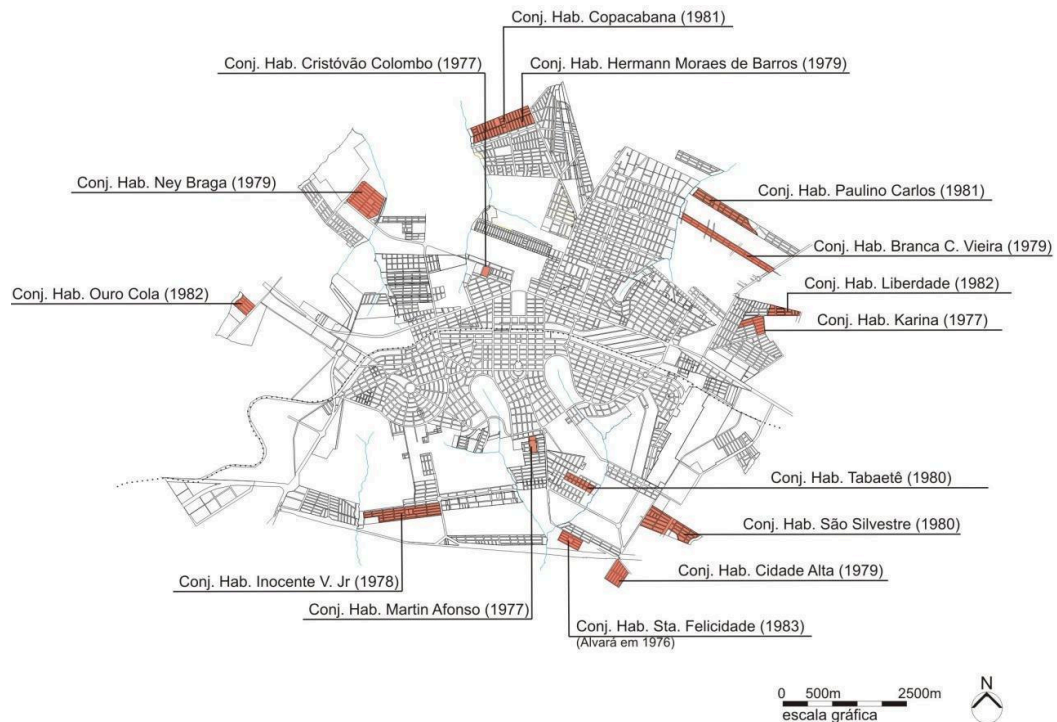 Conj. Hab. Copacabana (1981)
Conj. Hab. Cristóvão Colombo (1977)
Conj. Hab. Hermann Moraes de Barros (1979)
Conj. Hab. Ney Braga (1979)
Conj. Hab. Paulino Carlos (1981)
Conj. Hab. Branca C. Vieira (1979)
Conj. Hab. Ouro Cola (1982)
Conj. Hab. Liberdade (1982)
Conj. Hab. Karina (1977)
Conj. Hab. Tabaetê (1980)
Conj. Hab. São Silvestre (1980)
Conj. Hab. Cidade Alta (1979)
Conj. Hab. Inocente V. Jr (1978)
Conj. Hab. Martin Afonso (1977)
Conj. Hab. Sta. Felicidade (1983)
(Alvará em 1976)
N
0 500m 2500m
escala gráfica